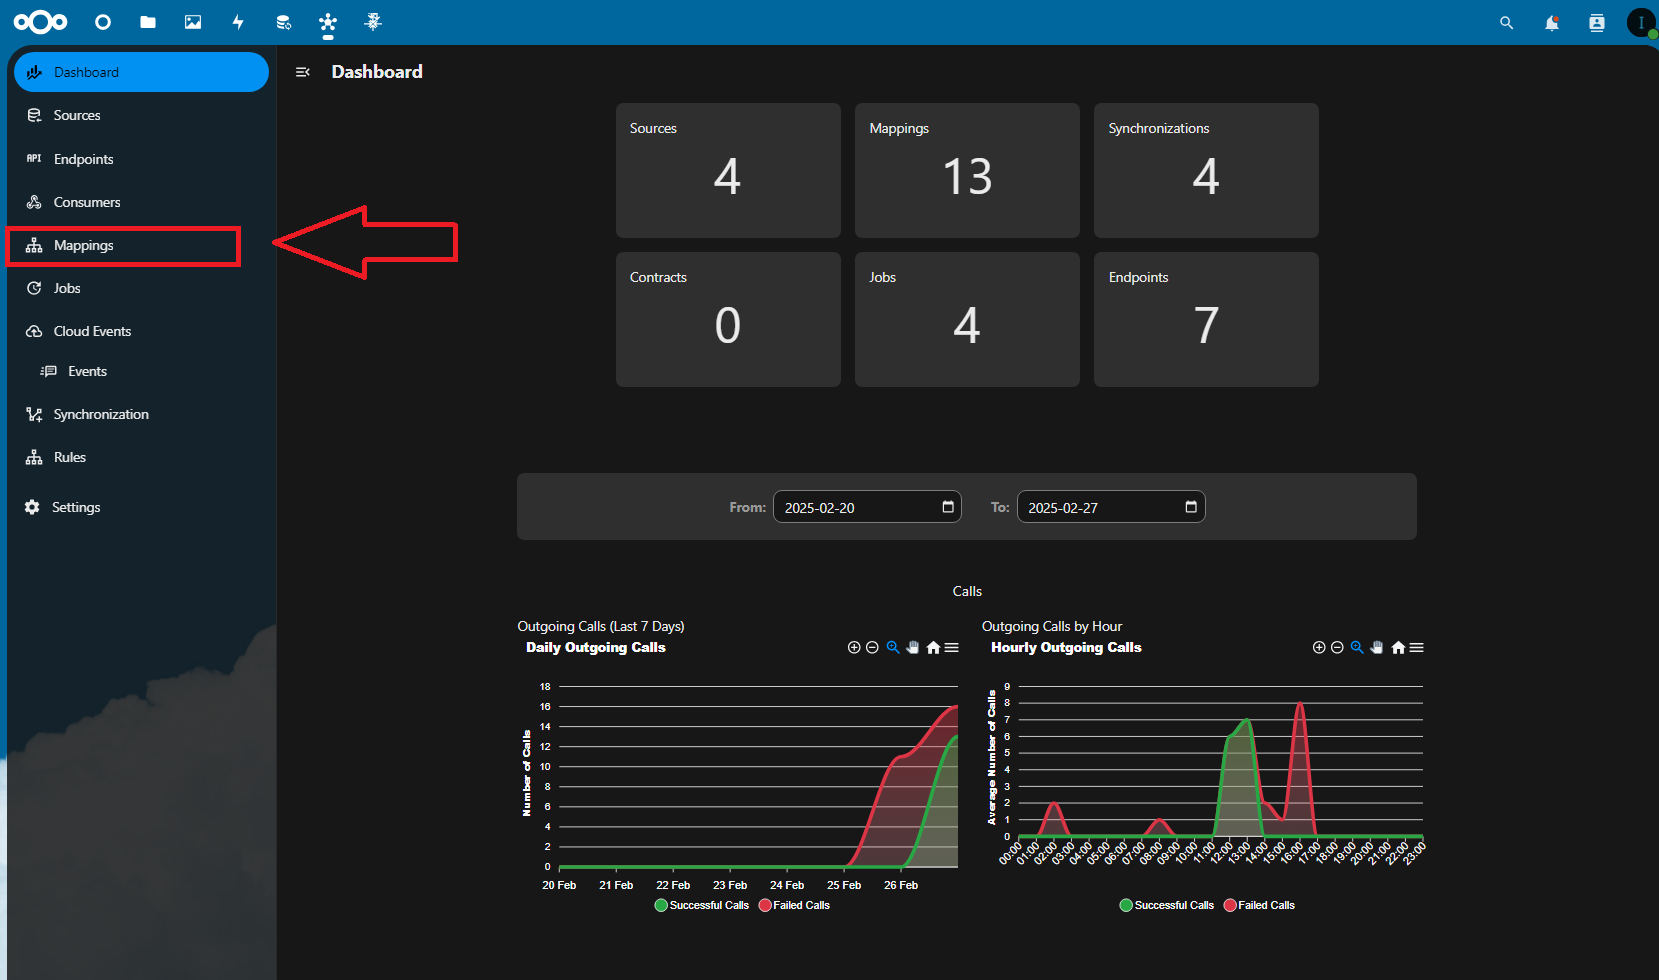 I
Dashboard
Sources
API Endpoints
Consumers
Mappings
Jobs
Cloud Events
Events
Synchronization
Rules
Settings
Dashboard
Sources
4
Mappings
13
Synchronizations
4
Contracts
0
Jobs
4
Endpoints
7
From: 2025-02-20 To: 2025-02-27
Calls
Outgoing Calls (Last 7 Days)
Daily Outgoing Calls
Number of Calls
18
16
14
12
10
8
6
4
2
0
20 Feb 21 Feb 22 Feb 23 Feb 24 Feb 25 Feb 26 Feb
Successful Calls Failed Calls
Outgoing Calls by Hour
Hourly Outgoing Calls
Average Number of Calls
9
8
7
6
5
4
3
2
1
0
00:00 01:00 02:00 03:00 04:00 05:00 06:00 07:00 08:00 09:00 10:00 11:00 12:00 13:00 14:00 15:00 16:00 17:00 18:00 19:00 20:00 21:00 22:00 23:00
Successful Calls Failed Calls